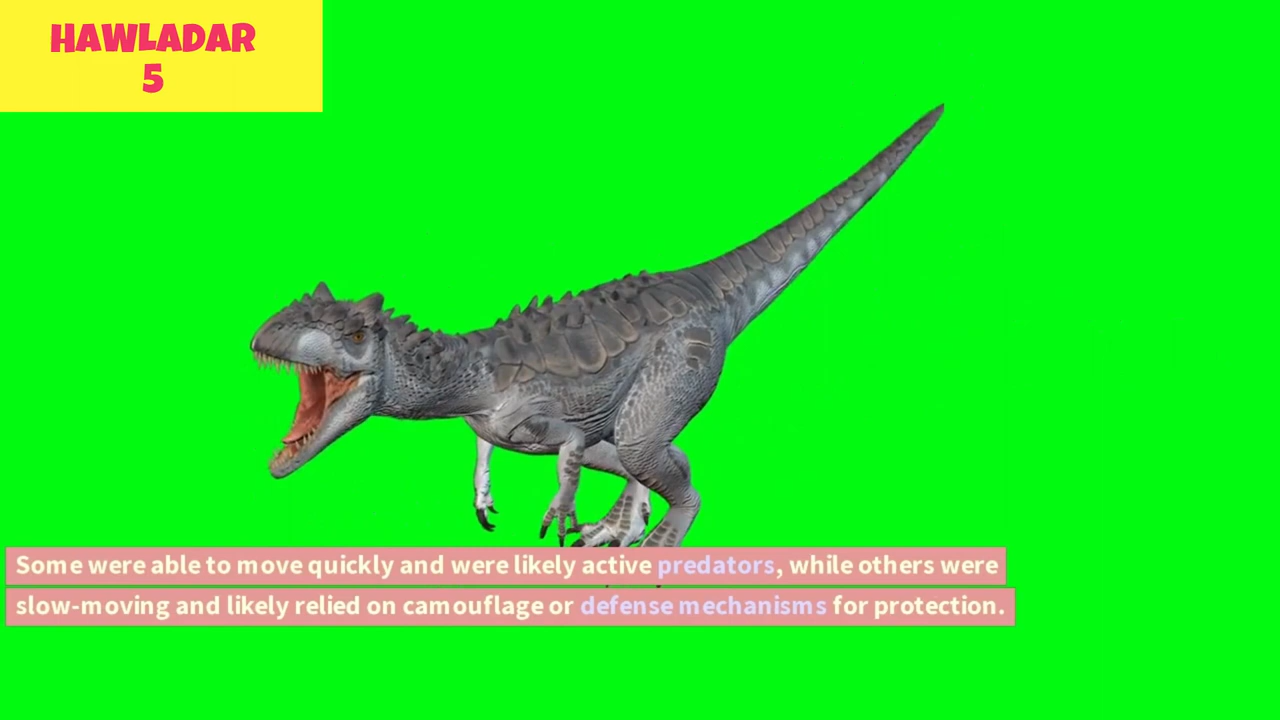 HAWLADAR
5
Some were able to move quickly and were likely active predators, while others were
slow-moving and likely relied on camouflage or defense mechanisms for protection.